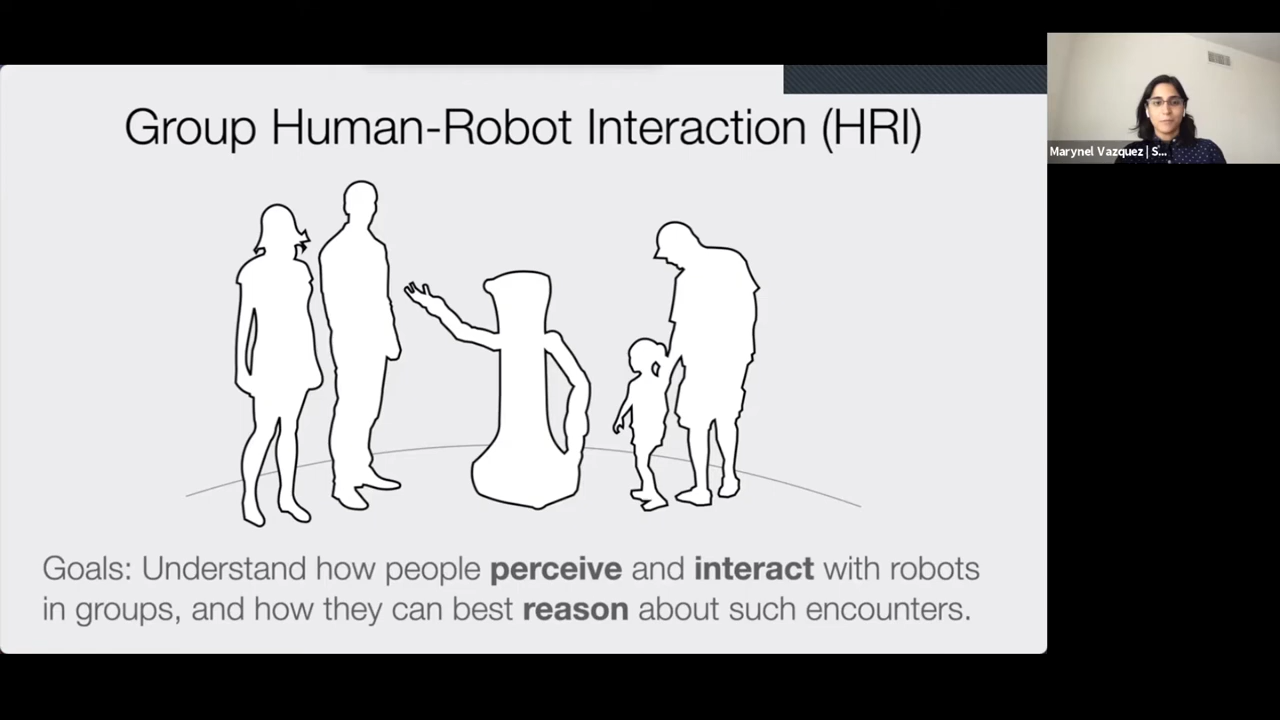 Group Human-Robot Interaction (HRI)
Marynel Vazquez | S...
Goals: Understand how people perceive and interact with robots
in groups, and how they can best reason about such encounters.